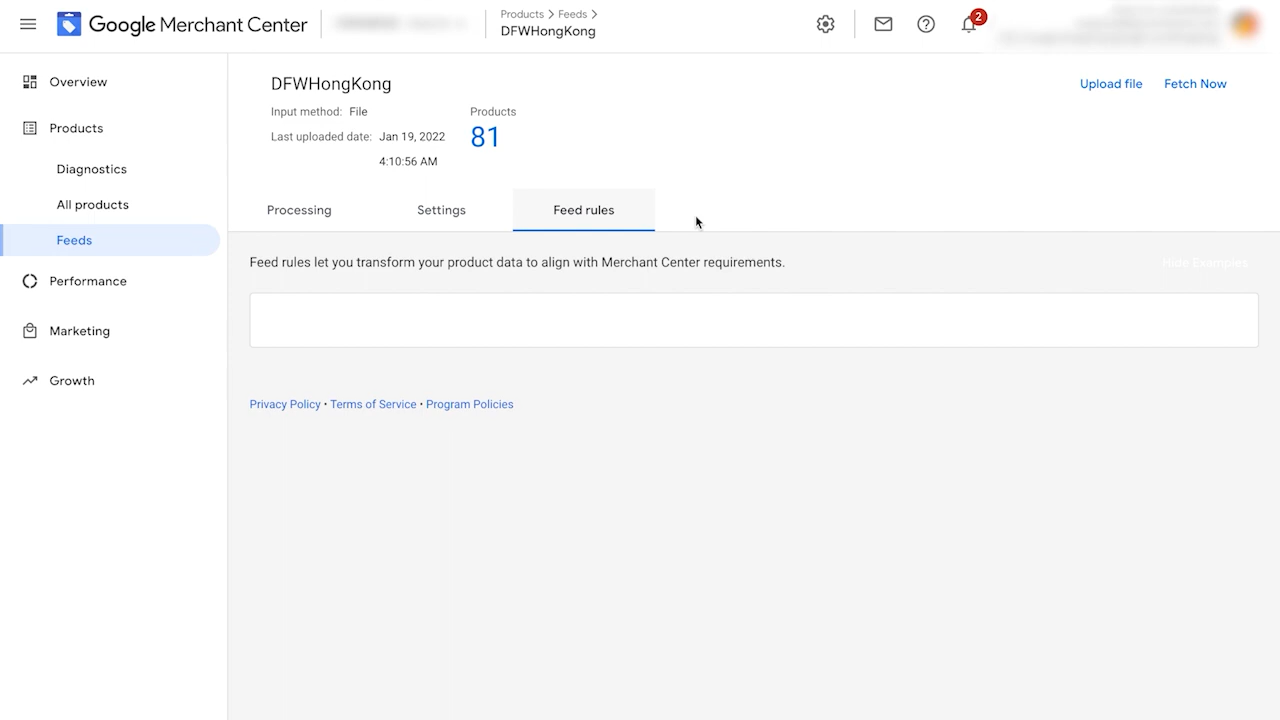 Google Merchant Center
Products > Feeds >
DFWHongKong
2
Overview
Products
Diagnostics
All products
Feeds
Performance
Marketing
Growth
DFWHongKong
Upload file
Fetch Now
Input method: File
Products
81
Last uploaded date: Jan 19, 2022
4:10:56 AM
Processing
Settings
Feed rules
Feed rules let you transform your product data to align with Merchant Center requirements.
Hide Examples
Privacy Policy • Terms of Service • Program Policies